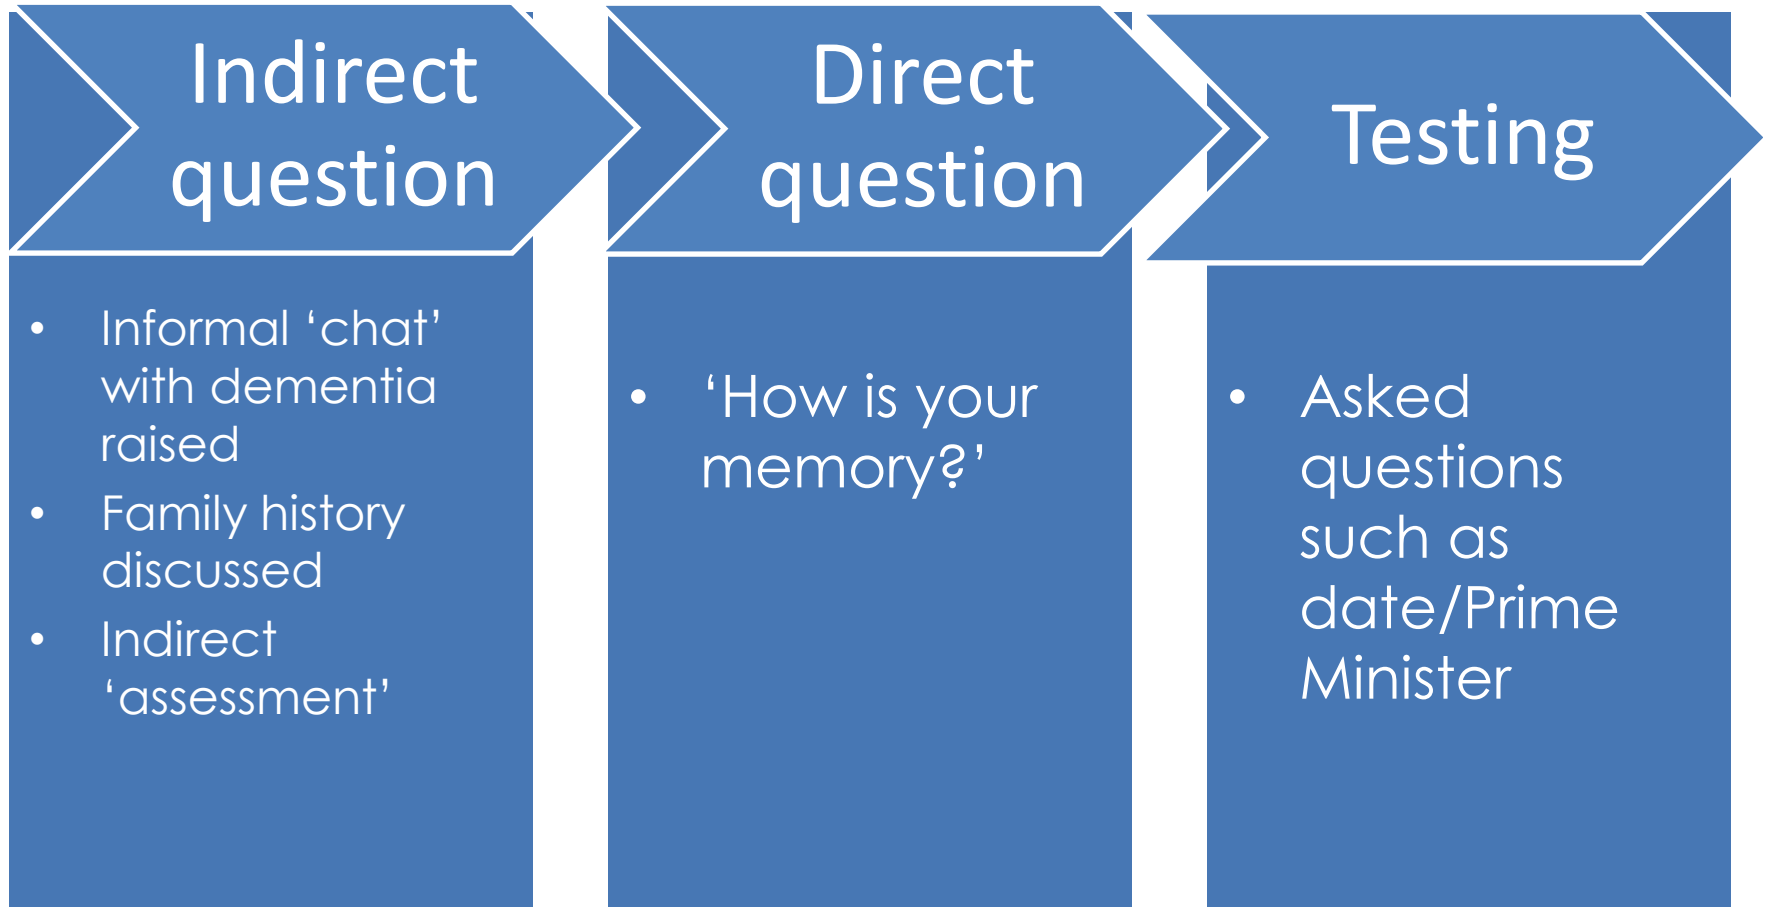 Indirect
question
• Informal ‘chat’
with dementia
raised
• Family history
discussed
• Indirect
‘assessment’
Direct
question
• ‘How is your
memory?’
Testing
• Asked
questions
such as
date/Prime
Minister